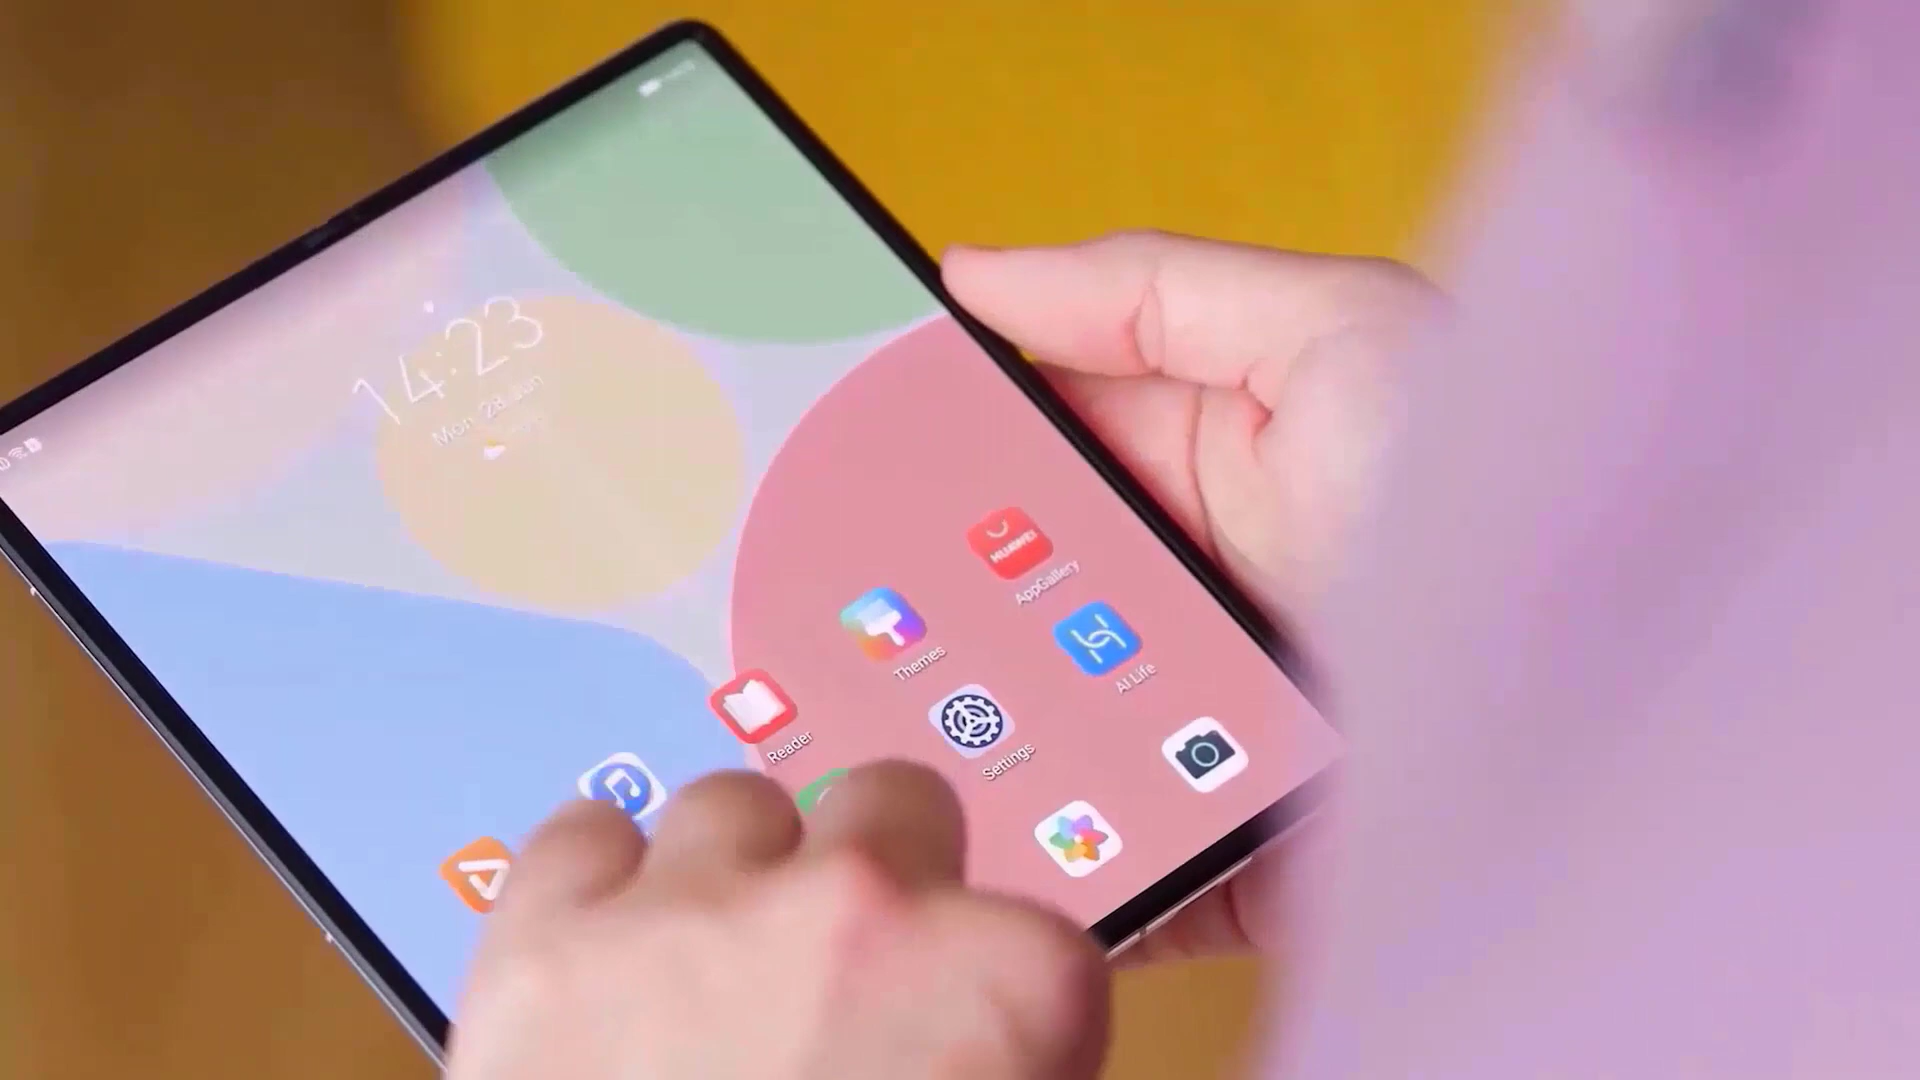 14:23
Mon, 28 Jun
HUAWEI
AppGallery
Themes
AI Life
Reader
Settings